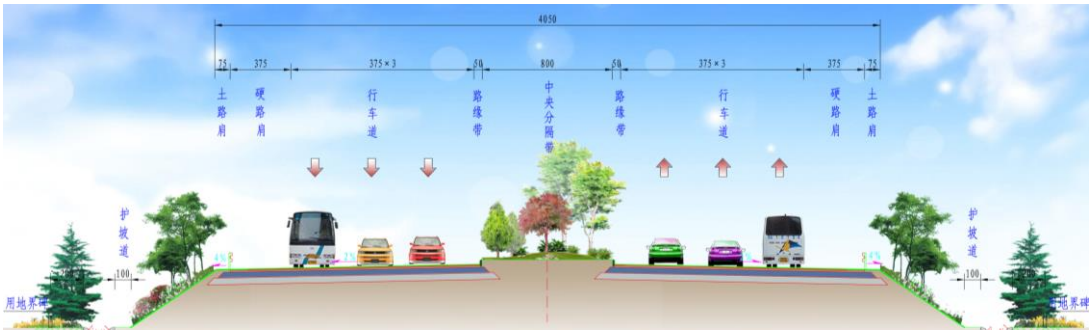 4050
75
375
375×3
50
800
50
375×3
375
75
土路肩
硬路肩
行车道
路缘带
中央分隔带
路缘带
行车道
硬路肩
土路肩
护坡道
护坡道
4%
100
100
用地界碑
地界碑